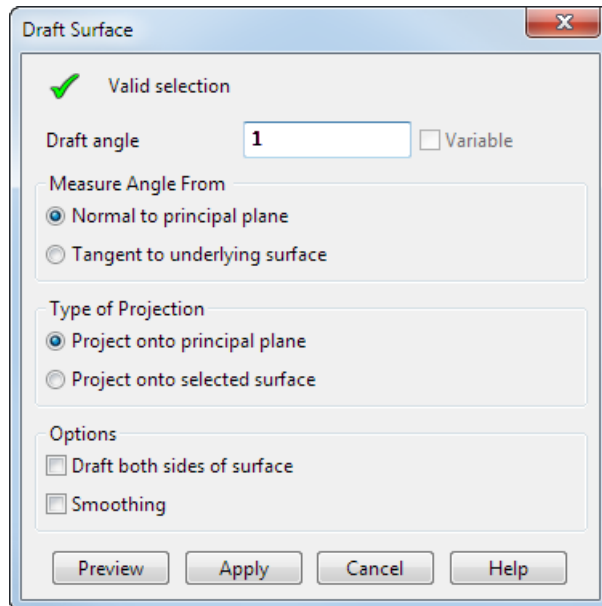 Draft Surface
Valid selection
Draft angle 1 Variable
Measure Angle From
Normal to principal plane
Tangent to underlying surface
Type of Projection
Project onto principal plane
Project onto selected surface
Options
Draft both sides of surface
Smoothing
Preview Apply Cancel Help